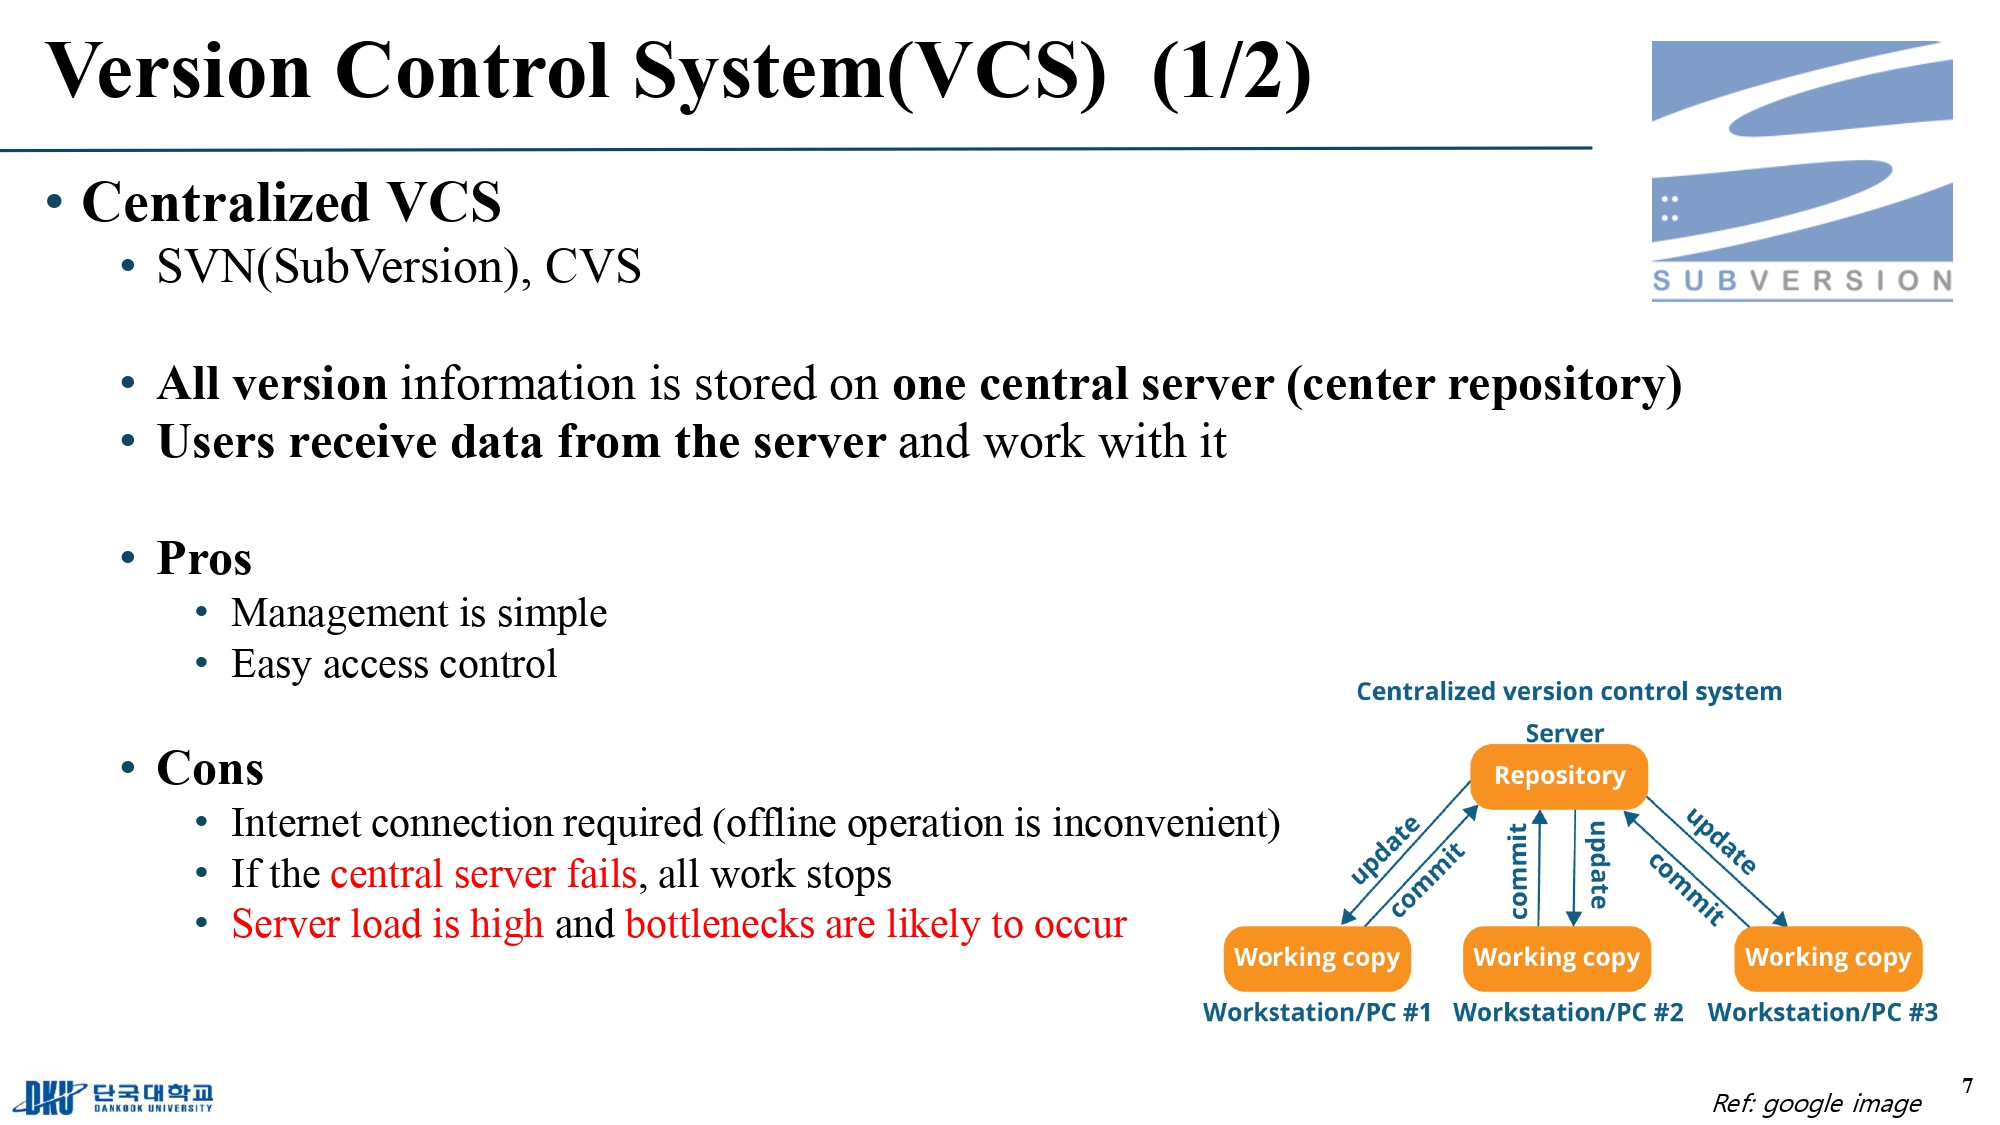 Version Control System(VCS) (1/2)
SUBVERSION
• Centralized VCS
• SVN(SubVersion), CVS
• All version information is stored on one central server (center repository)
• Users receive data from the server and work with it
• Pros
• Management is simple
• Easy access control
• Cons
• Internet connection required (offline operation is inconvenient)
• If the central server fails, all work stops
• Server load is high and bottlenecks are likely to occur
Centralized version control system
Server
Repository
update
commit
commit
update
update
commit
Working copy
Working copy
Working copy
Workstation/PC #1
Workstation/PC #2
Workstation/PC #3
DKU 단국대학교
DANKOOK UNIVERSITY
Ref: google image
7